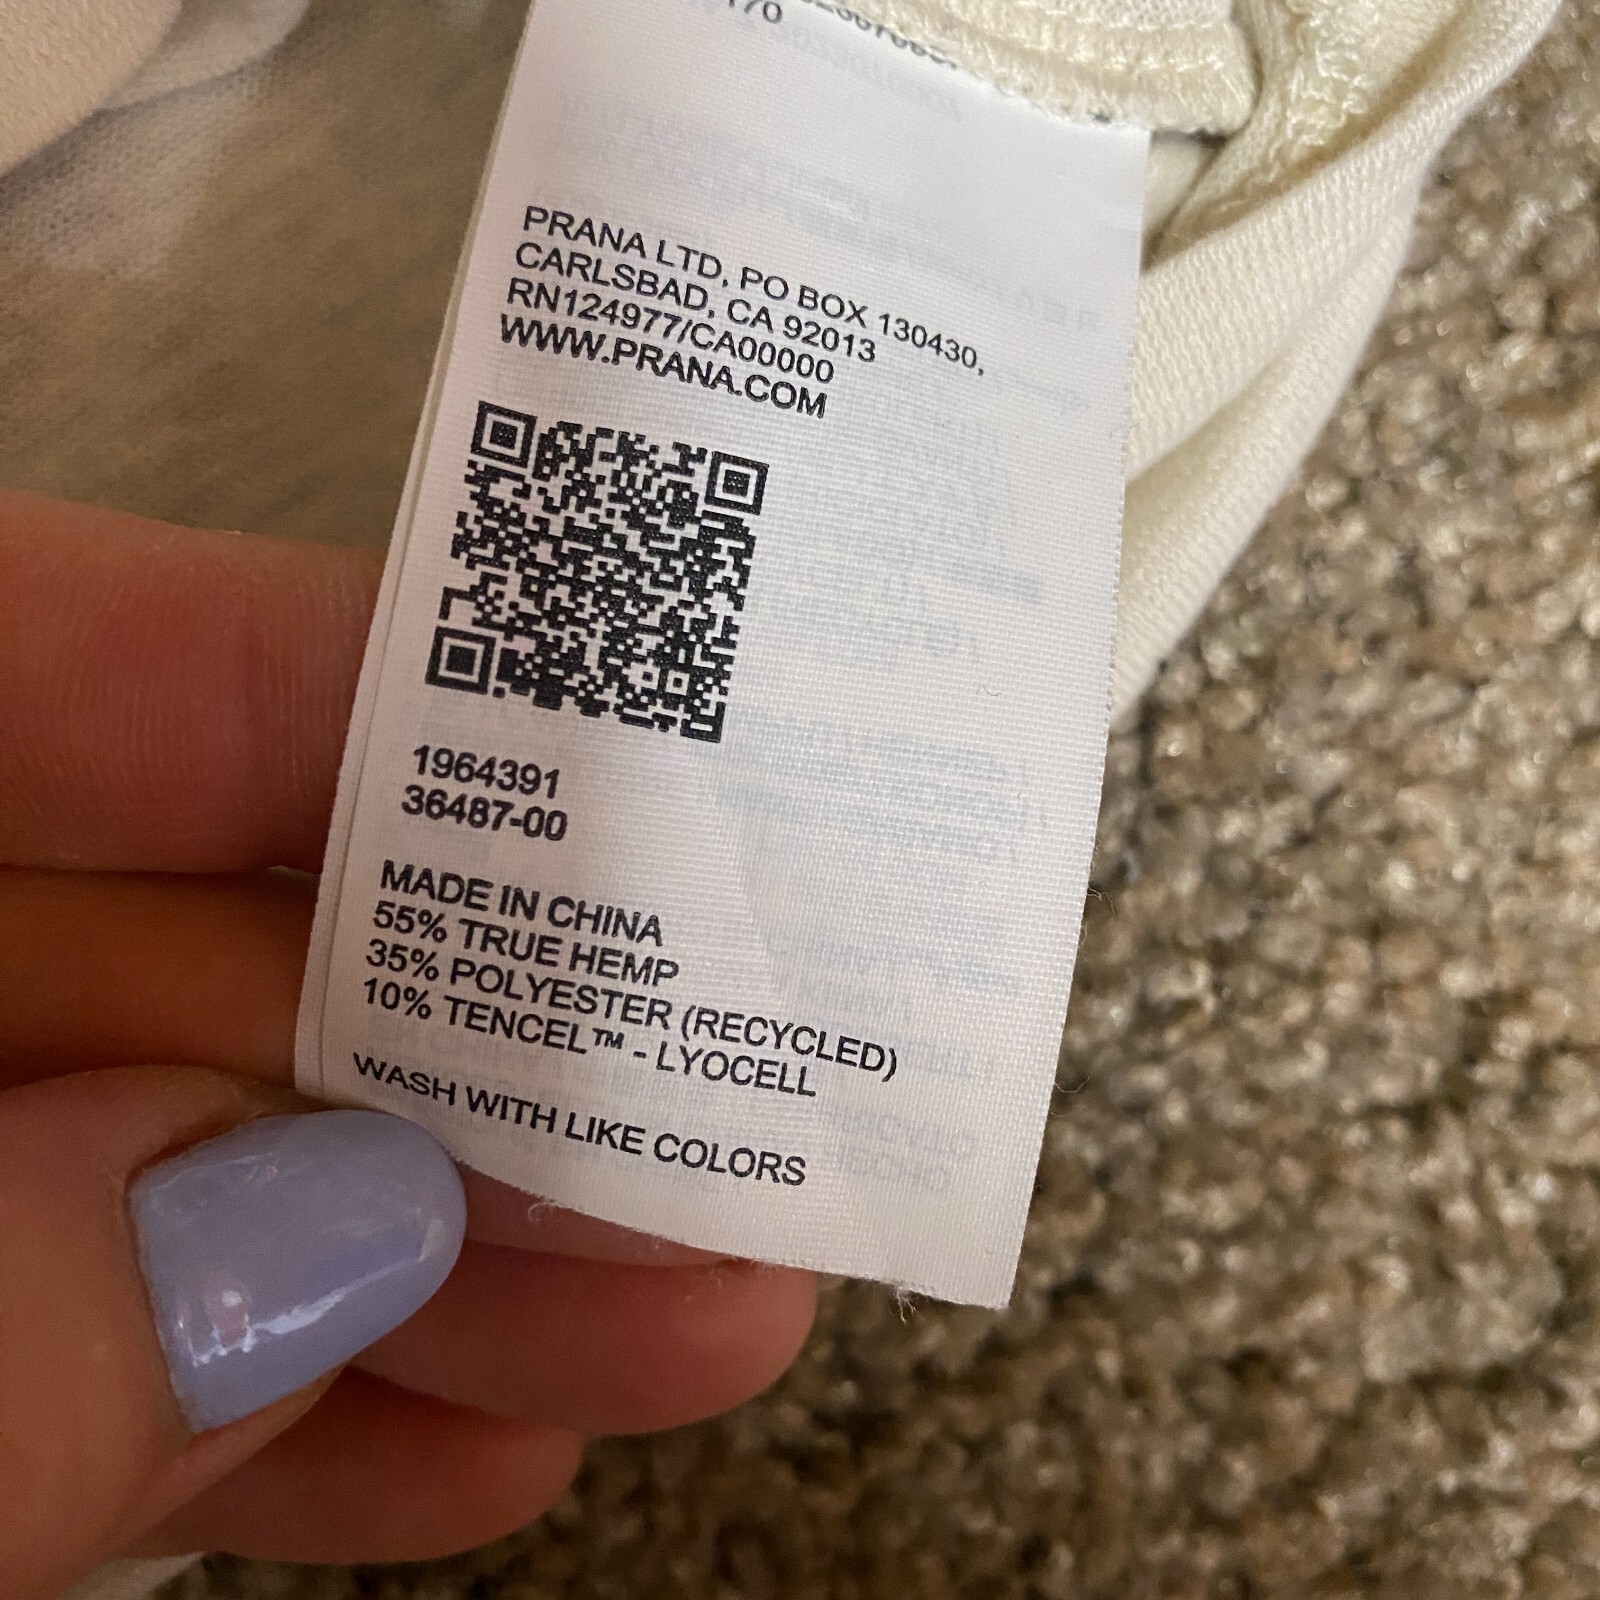 170
PRANA LTD, PO BOX 130430,
CARLSBAD, CA 92013
RN124977/CA00000
WWW.PRANA.COM
1964391
36487-00
MADE IN CHINA
55% TRUE HEMP
35% POLYESTER (RECYCLED)
10% TENCEL™ - LYOCELL
WASH WITH LIKE COLORS